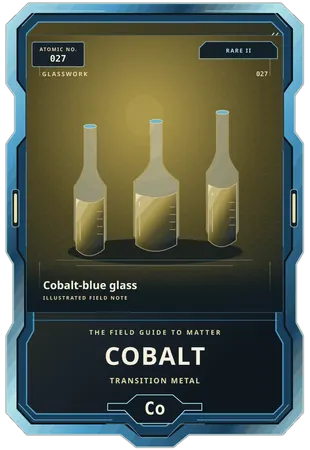 ATOMIC NO.
027
RARE II
GLASSWORK
027
Cobalt-blue glass
ILLUSTRATED FIELD NOTE
THE FIELD GUIDE TO MATTER
COBALT
TRANSITION METAL
Co